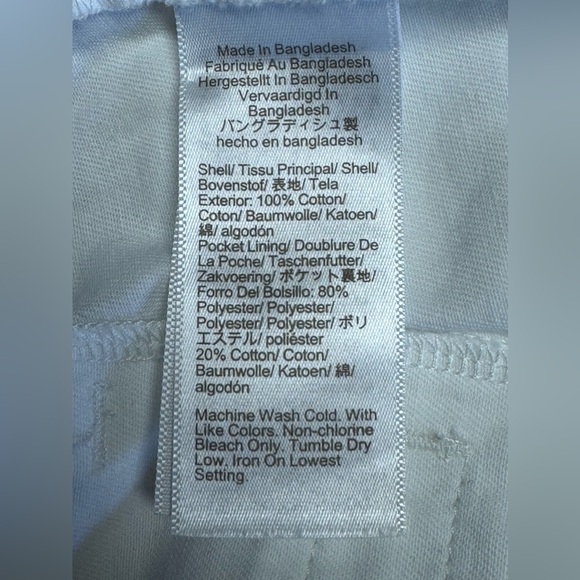 Made In Bangladesh
Fabriqué Au Bangladesh
Hergestellt In Bangladesch
Vervaardigd In
Bangladesh
バングラディシュ製
hecho en bangladesh
Shell/ Tissu Principal/ Shell/
Bovenstof/ 表地/ Tela
Exterior: 100% Cotton/
Coton/ Baumwolle/ Katoen/
綿/ algodón
Pocket Lining/ Doublure De
La Poche/ Taschenfutter/
Zakvoering/ ポケット裏地/
Forro Del Bolsillo: 80%
Polyester/ Polyester/
Polyester/ Polyester/ ポリ
エステル/ poliéster
20% Cotton/ Coton/
Baumwolle/ Katoen/ 綿/
algodón
Machine Wash Cold. With
Like Colors. Non-chlorine
Bleach Only. Tumble Dry
Low. Iron On Lowest
Setting.